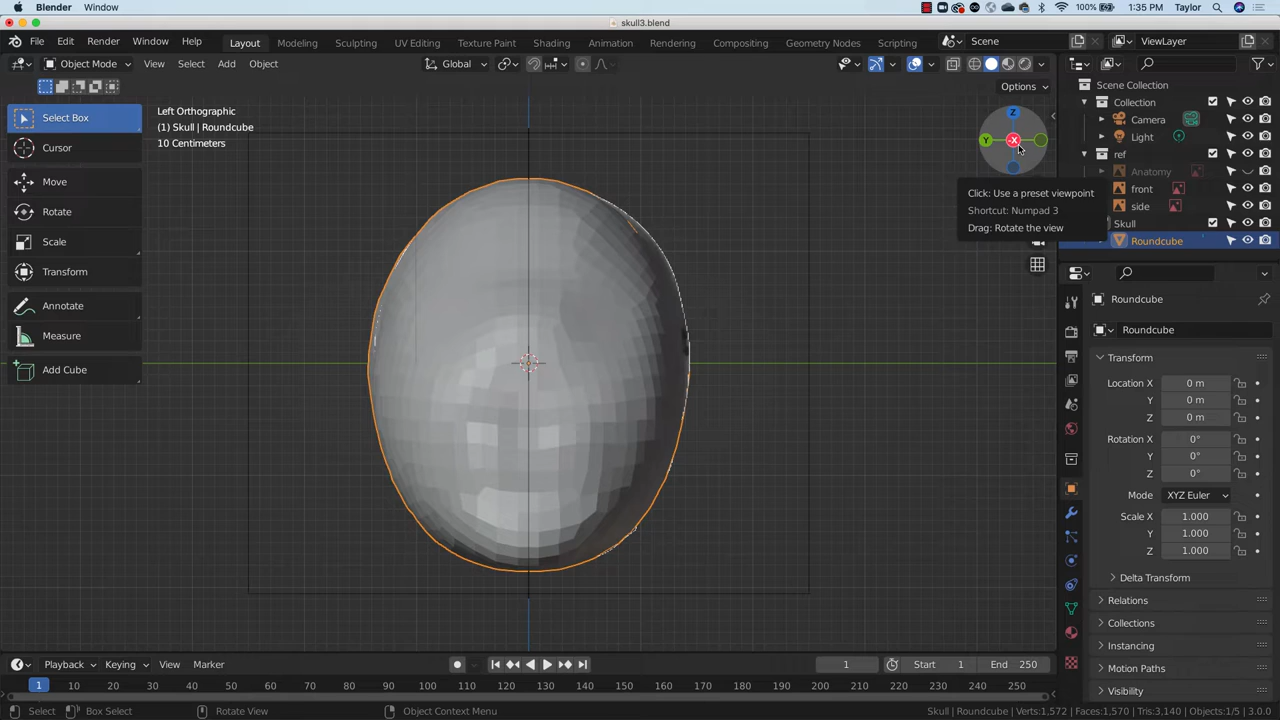 Blender Window 100% 1:35 PM Taylor
skull3.blend
File Edit Render Window Help Layout Modeling Sculpting UV Editing Texture Paint Shading Animation Rendering Compositing Geometry Nodes Scripting Scene ViewLayer
Object Mode View Select Add Object Global
Options
Select Box
Cursor
Move
Rotate
Scale
Transform
Annotate
Measure
Add Cube
Left Orthographic
(1) Skull | Roundcube
10 Centimeters
Z
Y
-X
Click: Use a preset viewpoint
Shortcut: Numpad 3
Drag: Rotate the view
Scene Collection
Collection
Camera
Light
ref
Anatomy
front
side
Skull
Roundcube
Roundcube
Roundcube
Transform
Location X 0 m
Y 0 m
Z 0 m
Rotation X 0°
Y 0°
Z 0°
Mode XYZ Euler
Scale X 1.000
Y 1.000
Z 1.000
Delta Transform
Relations
Collections
Instancing
Motion Paths
Visibility
Playback Keying View Marker 1 Start 1 End 250
1 10 20 30 40 50 60 70 80 90 100 110 120 130 140 150 160 170 180 190 200 210 220 230 240 250
Select Box Select Rotate View Object Context Menu Skull | Roundcube | Verts:1,572 | Faces:1,570 | Tris:3,140 | Objects:1/5 | 3.0.0